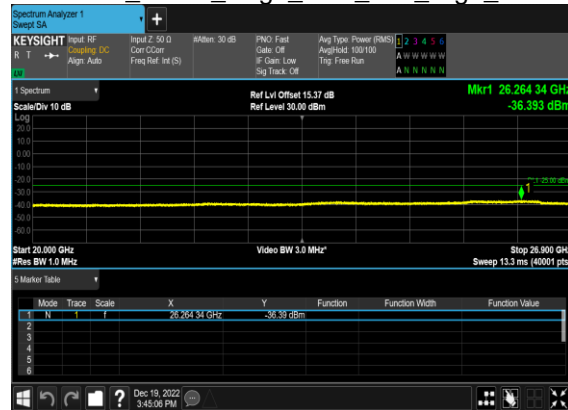 Spectrum Analyzer 1
Swept SA
+
KEYSIGHT Input: RF Input Z: 50 Ω #Atten: 30 dB PNO: Fast Avg Type: Power (RMS) 1 2 3 4 5 6
R T Coupling: DC Corr CCorr Gate: Off Avg|Hold: 100/100 A W W W W W
Align: Auto Freq Ref: Int (S) IF Gain: Low Trig: Free Run
Sig Track: Off A N N N N N
LW
1 Spectrum Ref Lvl Offset 15.37 dB Mkr1 26.264 34 GHz
Scale/Div 10 dB Ref Level 30.00 dBm -36.393 dBm
Log
20.0
10.0
0.00
-10.0
-20.0
-25.00 dBm
-30.0
1
-40.0
-50.0
-60.0
Start 20.000 GHz Video BW 3.0 MHz* Stop 26.900 GHz
#Res BW 1.0 MHz Sweep 13.3 ms (40001 pts)
5 Marker Table
Mode Trace Scale X Y Function Function Width Function Value
1 N 1 f 26.264 34 GHz -36.39 dBm
2
3
4
5
6
? Dec 19, 2022
3:45:06 PM